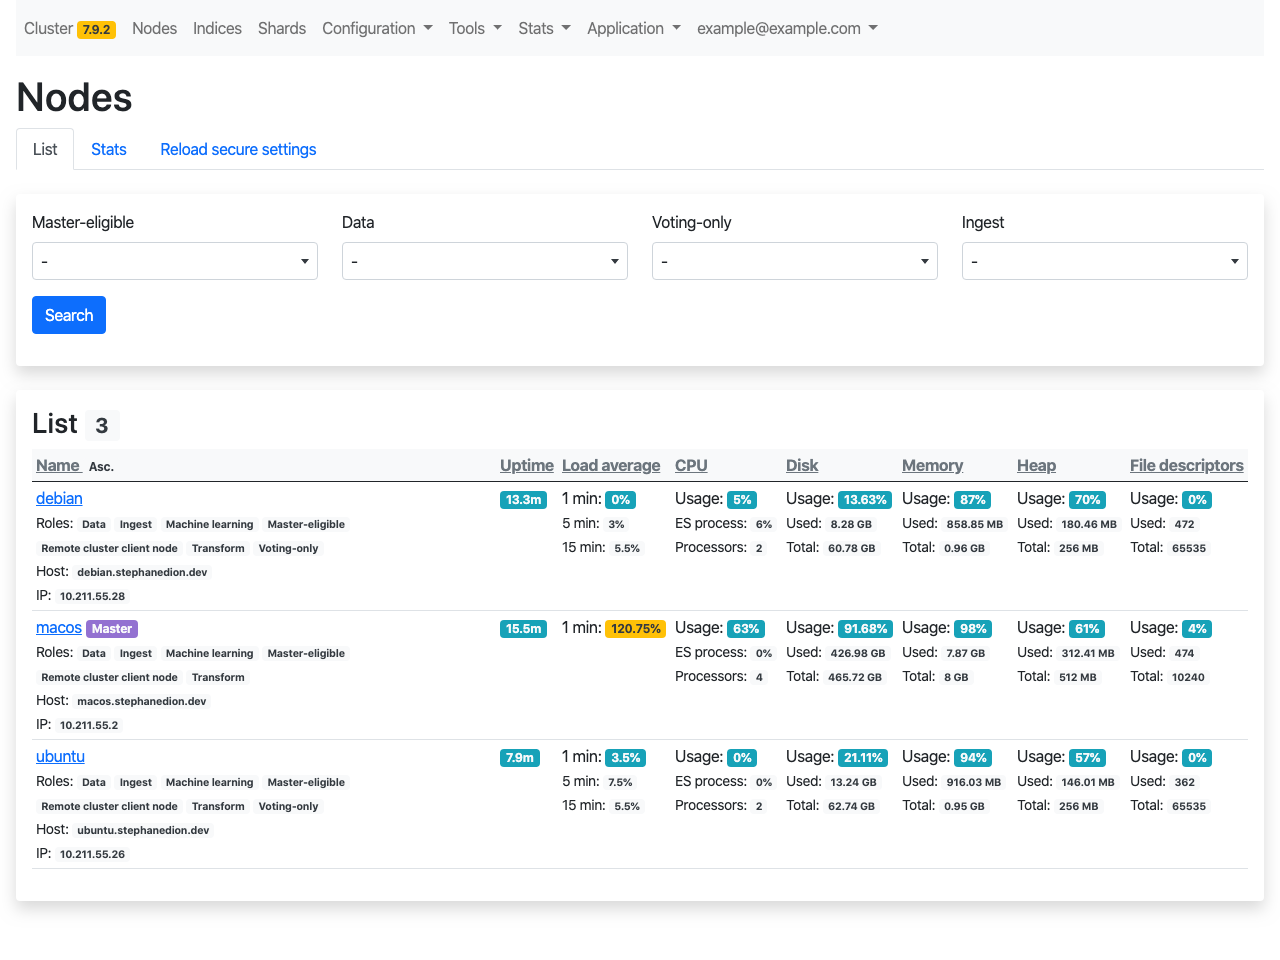 Cluster 7.9.2 Nodes Indices Shards Configuration Tools Stats Application example@example.com
Nodes
List Stats Reload secure settings
Master-eligible Data Voting-only Ingest
- - - -
Search
List 3
Name Asc. Uptime Load average CPU Disk Memory Heap File descriptors
debian 13.3m 1 min: 0% Usage: 5% Usage: 13.63% Usage: 87% Usage: 70% Usage: 0%
Roles: Data Ingest Machine learning Master-eligible 5 min: 3% ES process: 6% Used: 8.28 GB Used: 858.85 MB Used: 180.46 MB Used: 472
Remote cluster client node Transform Voting-only 15 min: 5.5% Processors: 2 Total: 60.78 GB Total: 0.96 GB Total: 256 MB Total: 65535
Host: debian.stephanedion.dev
IP: 10.211.55.28
macos Master 15.5m 1 min: 120.75% Usage: 63% Usage: 91.68% Usage: 98% Usage: 61% Usage: 4%
Roles: Data Ingest Machine learning Master-eligible ES process: 0% Used: 426.98 GB Used: 7.87 GB Used: 312.41 MB Used: 474
Remote cluster client node Transform Processors: 4 Total: 465.72 GB Total: 8 GB Total: 512 MB Total: 10240
Host: macos.stephanedion.dev
IP: 10.211.55.2
ubuntu 7.9m 1 min: 3.5% Usage: 0% Usage: 21.11% Usage: 94% Usage: 57% Usage: 0%
Roles: Data Ingest Machine learning Master-eligible 5 min: 7.5% ES process: 0% Used: 13.24 GB Used: 916.03 MB Used: 146.01 MB Used: 362
Remote cluster client node Transform Voting-only 15 min: 5.5% Processors: 2 Total: 62.74 GB Total: 0.95 GB Total: 256 MB Total: 65535
Host: ubuntu.stephanedion.dev
IP: 10.211.55.26